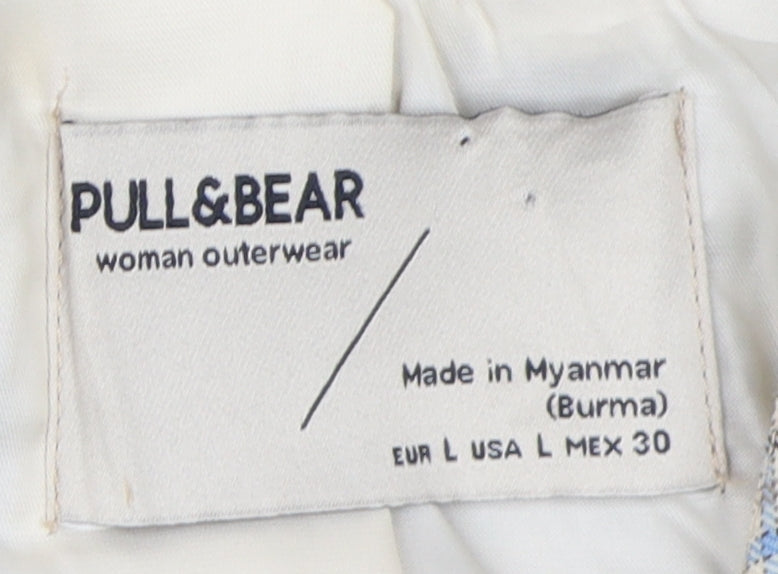 PULL&BEAR
woman outerwear
Made in Myanmar
(Burma)
EUR L USA L MEX 30